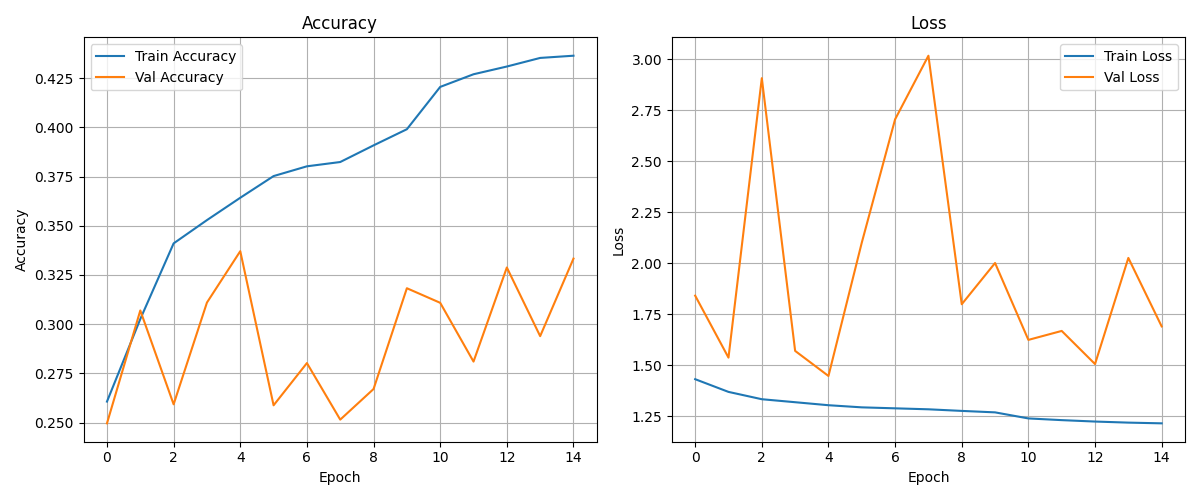 Accuracy
Train Accuracy
Val Accuracy
Accuracy
0.425
0.400
0.375
0.350
0.325
0.300
0.275
0.250
0 2 4 6 8 10 12 14
Epoch
Loss
Train Loss
Val Loss
Loss
3.00
2.75
2.50
2.25
2.00
1.75
1.50
1.25
0 2 4 6 8 10 12 14
Epoch